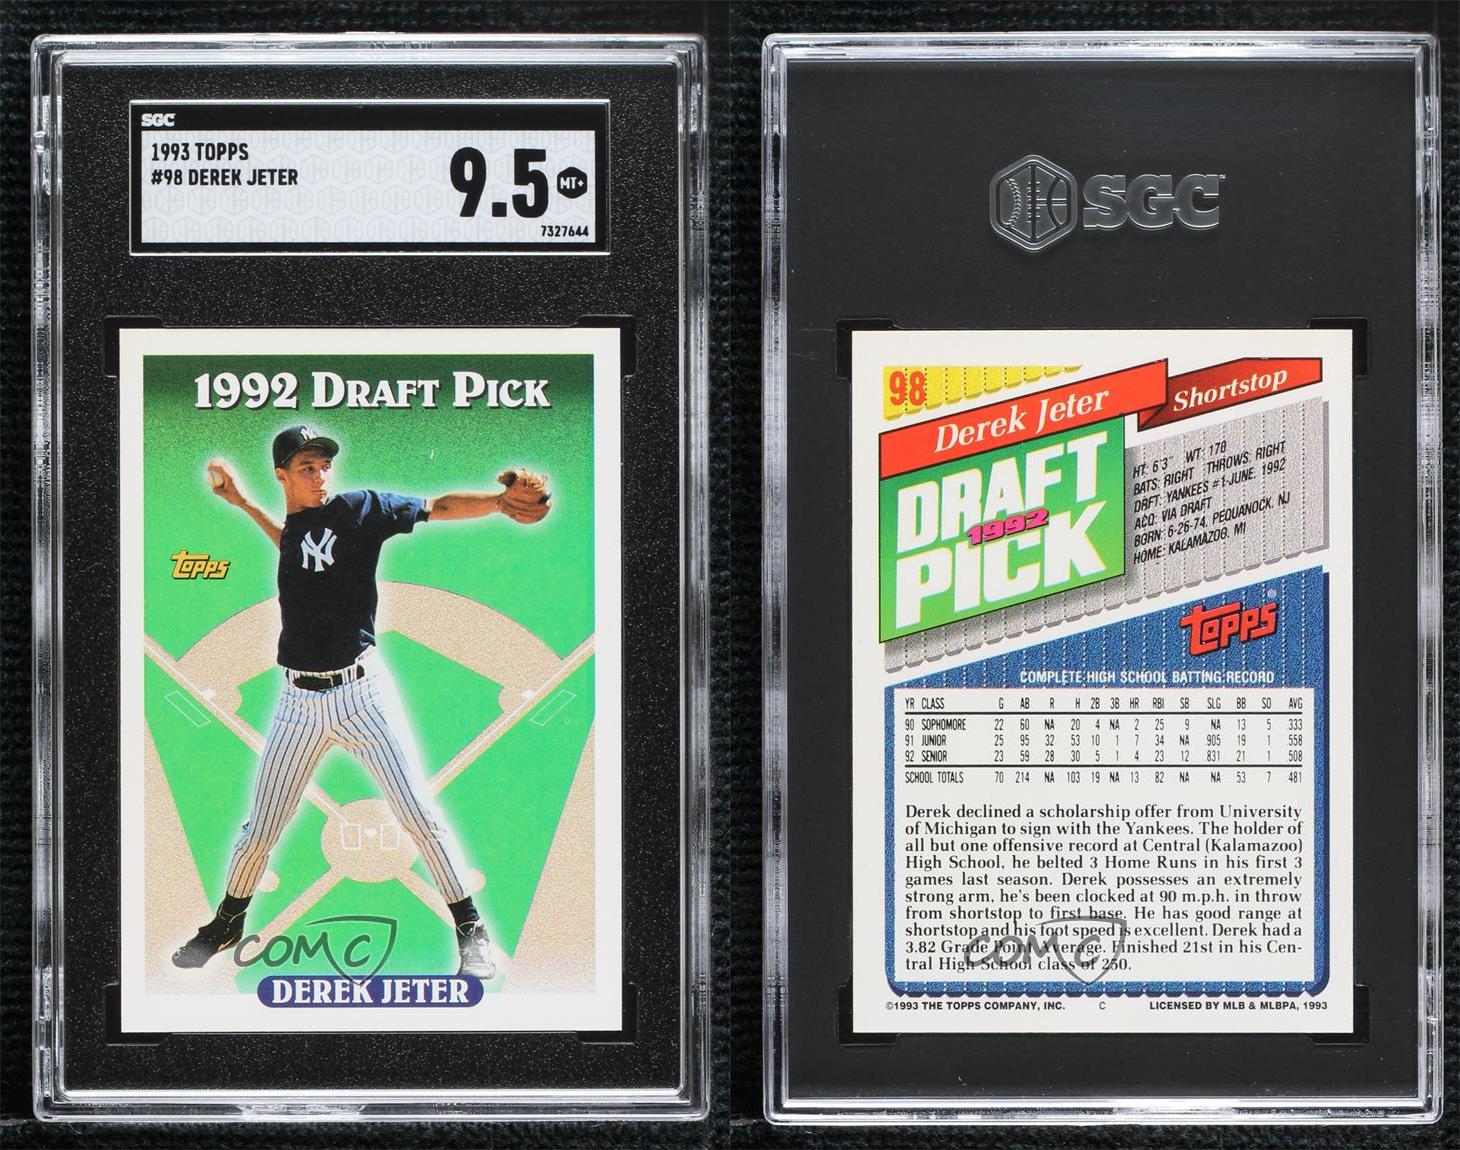 SGC
1993 TOPPS
#98 DEREK JETER
9.5 MT+
7327644
1992 DRAFT PICK
NY
NY
topps
COMC
DEREK JETER
SGC
98
Derek Jeter
Shortstop
DRAFT
1992
PICK
HT: 6'3" WT: 178
BATS: RIGHT THROWS: RIGHT
DRFT: YANKEES #1-JUNE, 1992
ACQ: VIA DRAFT
BORN: 6-26-74, PEQUANOCK, NJ
HOME: KALAMAZOO, MI
topps®
COMPLETE HIGH SCHOOL BATTING RECORD
YR CLASS G AB R H 2B 3B HR RBI SB SLG BB SO AVG
90 SOPHOMORE 22 60 NA 20 4 NA 2 25 9 NA 13 5 .333
91 JUNIOR 25 95 32 53 10 1 7 34 NA .905 19 1 .558
92 SENIOR 23 59 28 30 5 1 4 23 12 .831 21 1 .508
SCHOOL TOTALS 70 214 NA 103 19 NA 13 82 NA NA 53 7 .481
Derek declined a scholarship offer from University
of Michigan to sign with the Yankees. The holder of
all but one offensive record at Central (Kalamazoo)
High School, he belted 3 Home Runs in his first 3
games last season. Derek possesses an extremely
strong arm, he's been clocked at 90 m.p.h. in throw
from shortstop to first base. He has good range at
shortstop and his foot speed is excellent. Derek had a
3.82 Grade Point Average. Finished 21st in his Cen-
tral High School class of 250.
COMC
©1993 THE TOPPS COMPANY, INC. C LICENSED BY MLB & MLBPA, 1993